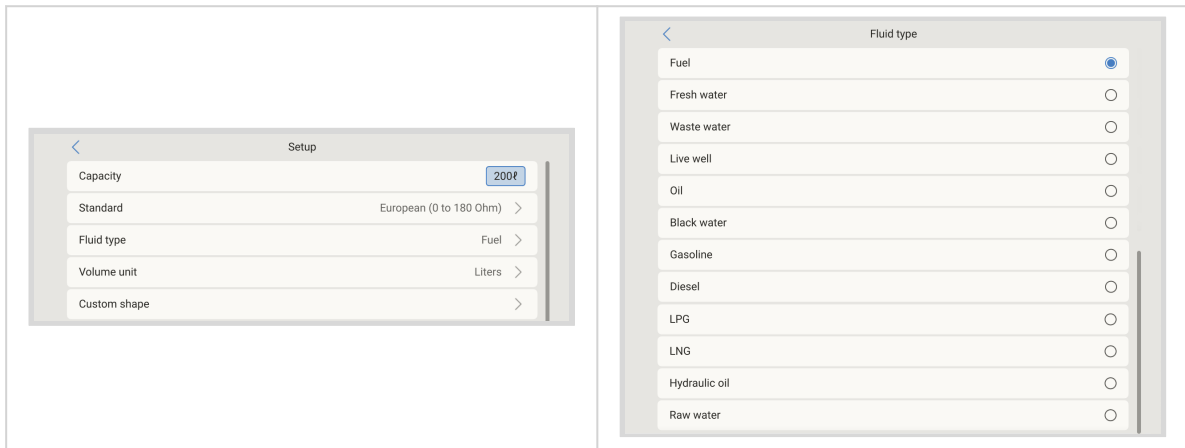 Setup
Capacity 200ℓ
Standard European (0 to 180 Ohm)
Fluid type Fuel
Volume unit Liters
Custom shape
Fluid type
Fuel
Fresh water
Waste water
Live well
Oil
Black water
Gasoline
Diesel
LPG
LNG
Hydraulic oil
Raw water